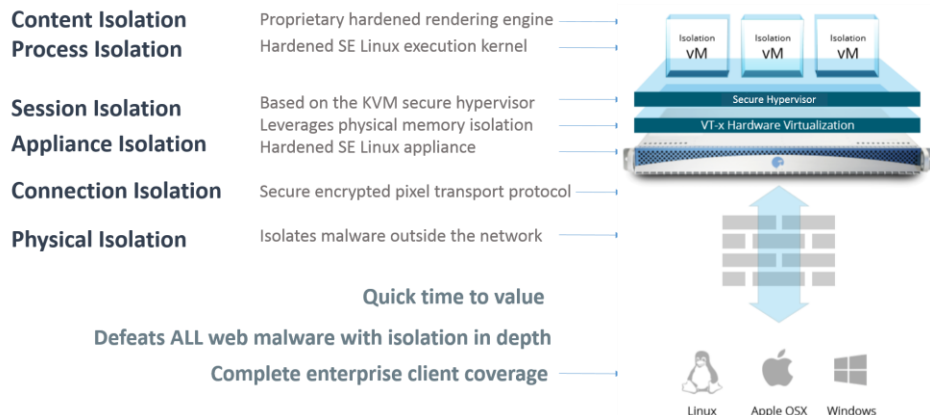 Content Isolation Proprietary hardened rendering engine
Process Isolation Hardened SE Linux execution kernel
Session Isolation Based on the KVM secure hypervisor
Leverages physical memory isolation
Appliance Isolation Hardened SE Linux appliance
Connection Isolation Secure encrypted pixel transport protocol
Physical Isolation Isolates malware outside the network
Isolation
vM
Isolation
vM
Isolation
vM
Secure Hypervisor
VT-x Hardware Virtualization
Quick time to value
Defeats ALL web malware with isolation in depth
Complete enterprise client coverage
Linux Apple OSX Windows